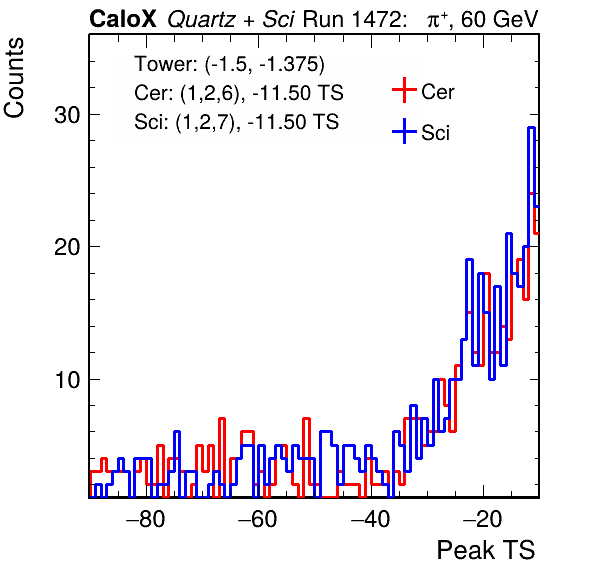 CaloX Quartz + Sci Run 1472: π⁺, 60 GeV
Counts
Tower: (-1.5, -1.375)
Cer: (1,2,6), -11.50 TS
Sci: (1,2,7), -11.50 TS
Cer
Sci
30
20
10
−80 −60 −40 −20
Peak TS